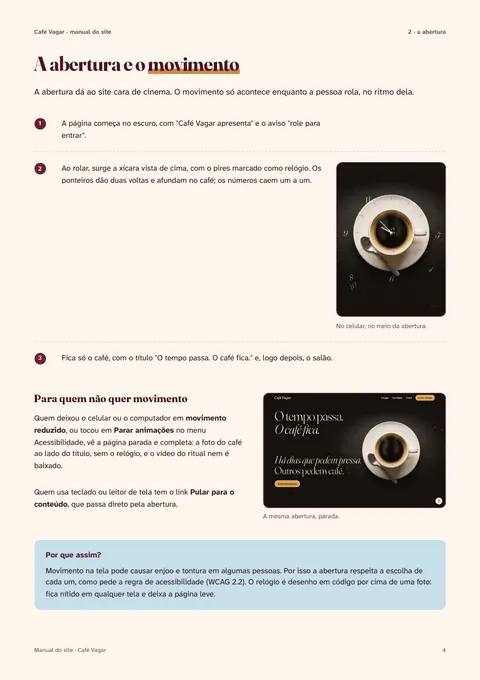 Café Vagar - manual do site
2 - a abertura
A abertura e o movimento
A abertura dá ao site cara de cinema. O movimento só acontece enquanto a pessoa rola, no ritmo dela.
1
A página começa no escuro, com "Café Vagar apresenta" e o aviso "role para
entrar".
2
Ao rolar, surge a xícara vista de cima, com o pires marcado como relógio. Os
ponteiros dão duas voltas e afundam no café; os números caem um a um.
No celular, no meio da abertura.
3
Fica só o café, com o título "O tempo passa. O café fica." e, logo depois, o salão.
Para quem não quer movimento
Quem deixou o celular ou o computador em movimento
reduzido, ou tocou em Parar animações no menu
Acessibilidade, vê a página parada e completa: a foto do café
ao lado do título, sem o relógio, e o vídeo do ritual nem é
baixado.
Quem usa teclado ou leitor de tela tem o link Pular para o
conteúdo, que passa direto pela abertura.
Café Vagar
O tempo passa.
O café fica.
Há dias que pedem pressa.
Outros pedem café.
A mesma abertura, parada.
Por que assim?
Movimento na tela pode causar enjoo e tontura em algumas pessoas. Por isso a abertura respeita a escolha de
cada um, como pede a regra de acessibilidade (WCAG 2.2). O relógio é desenho em código por cima de uma foto:
fica nítido em qualquer tela e deixa a página leve.
Manual do site · Café Vagar
4